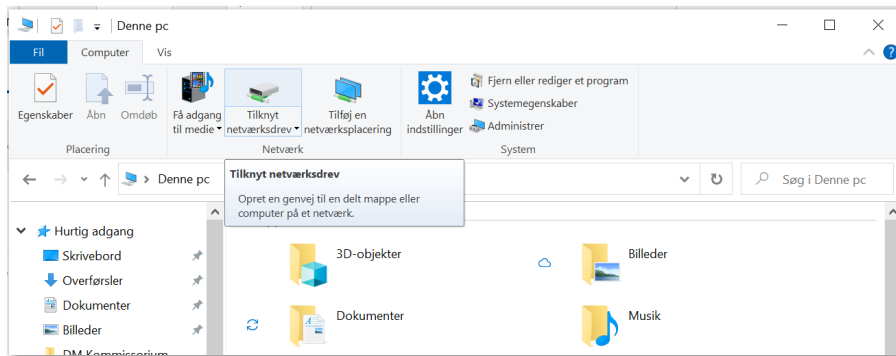 Denne pc
Fil
Computer
Vis
Egenskaber
Åbn
Omdøb
Få adgang
til medie
Tilknyt
netværksdrev
Tilføj en
netværksplacering
Åbn
indstillinger
Fjern eller rediger et program
Systemegenskaber
Administrer
Placering
Netværk
System
Denne pc
Søg i Denne pc
Tilknyt netværksdrev
Opret en genvej til en delt mappe eller
computer på et netværk.
Hurtig adgang
Skrivebord
Overførsler
Dokumenter
Billeder
DM Kommissorium
3D-objekter
Billeder
Dokumenter
Musik